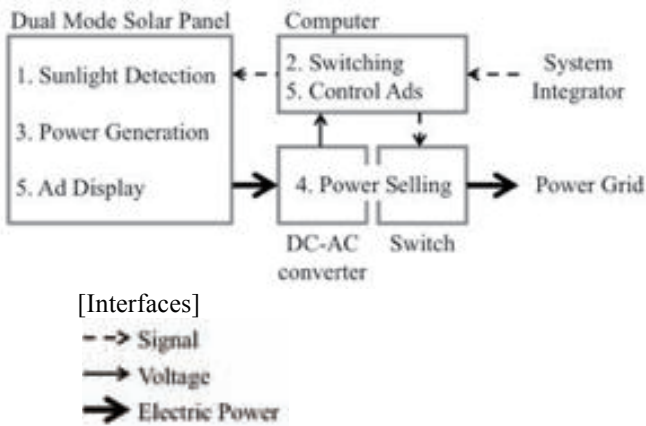 Dual Mode Solar Panel
Computer
1. Sunlight Detection
3. Power Generation
5. Ad Display
2. Switching
5. Control Ads
System
Integrator
4. Power Selling
Power Grid
DC-AC
converter
Switch
[Interfaces]
Signal
Voltage
Electric Power